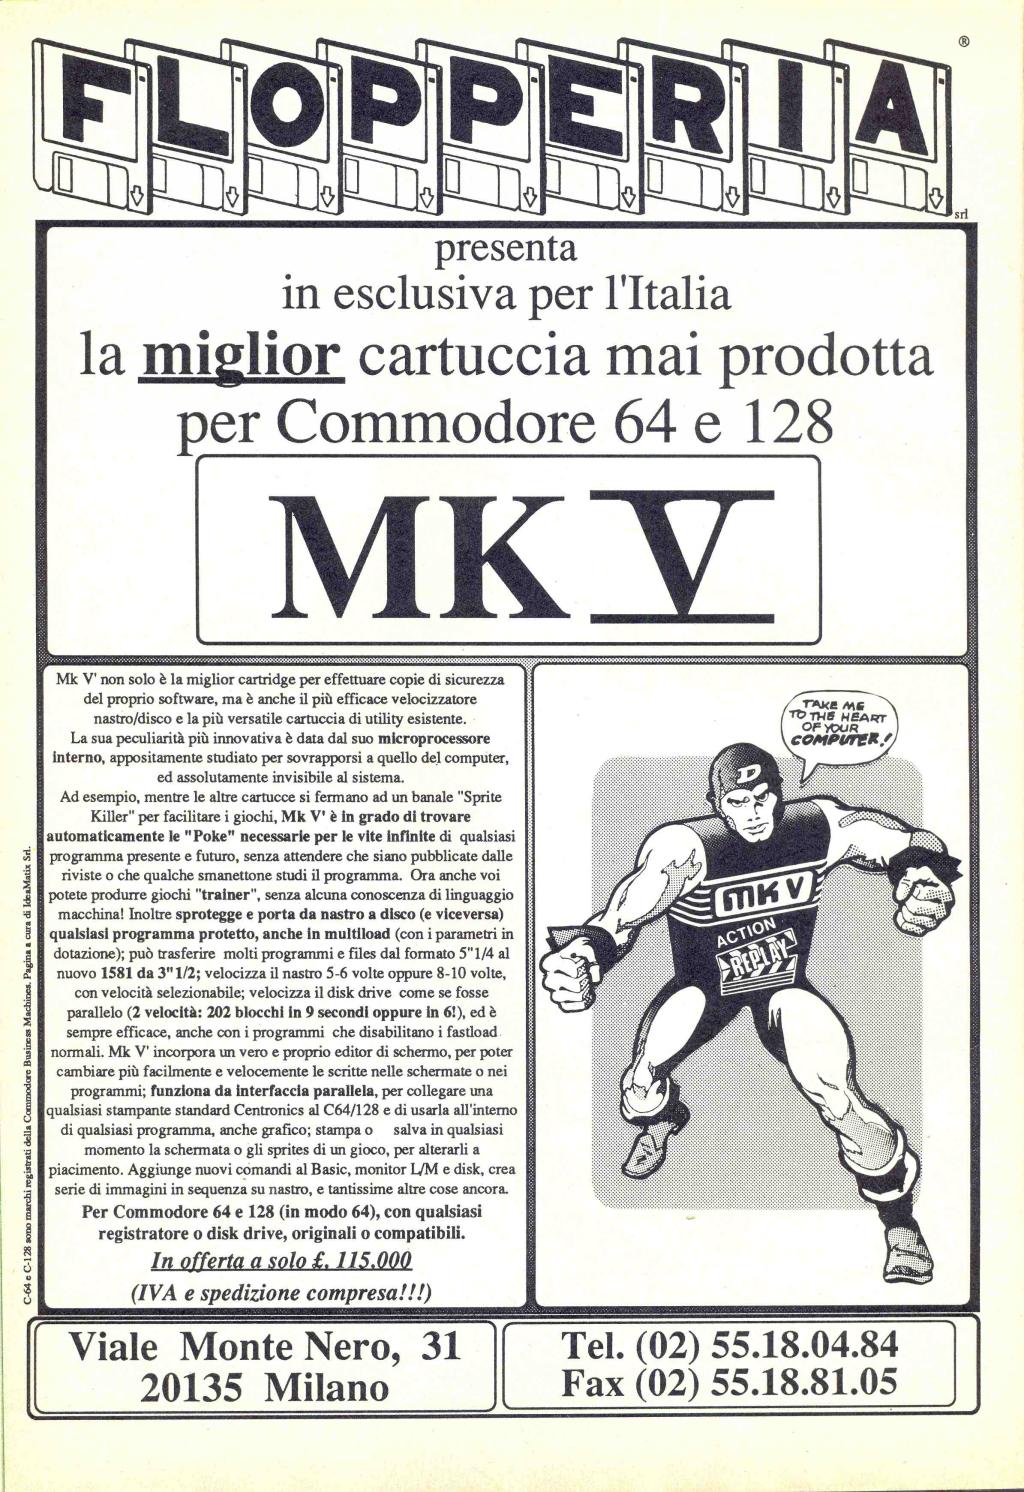 FLOPPERIA
®
srl
presenta
in esclusiva per l'Italia
la miglior cartuccia mai prodotta
per Commodore 64 e 128
MK V
Mk V' non solo è la miglior cartridge per effettuare copie di sicurezza
del proprio software, ma è anche il più efficace velocizzatore
nastro/disco e la più versatile cartuccia di utility esistente.
La sua peculiarità più innovativa è data dal suo microprocessore
interno, appositamente studiato per sovrapporsi a quello del computer,
ed assolutamente invisibile al sistema.
Ad esempio, mentre le altre cartucce si fermano ad un banale "Sprite
Killer" per facilitare i giochi, Mk V' è in grado di trovare
automaticamente le "Poke" necessarie per le vite infinite di qualsiasi
programma presente e futuro, senza attendere che siano pubblicate dalle
riviste o che qualche smanettone studi il programma. Ora anche voi
potete produrre giochi "trainer", senza alcuna conoscenza di linguaggio
macchina! Inoltre sprotegge e porta da nastro a disco (e viceversa)
qualsiasi programma protetto, anche in multiload (con i parametri in
dotazione); può trasferire molti programmi e files dal formato 5"1/4 al
nuovo 1581 da 3"1/2; velocizza il nastro 5-6 volte oppure 8-10 volte,
con velocità selezionabile; velocizza il disk drive come se fosse
parallelo (2 velocità: 202 blocchi in 9 secondi oppure in 6!), ed è
sempre efficace, anche con i programmi che disabilitano i fastload
normali. Mk V' incorpora un vero e proprio editor di schermo, per poter
cambiare più facilmente e velocemente le scritte nelle schermate o nei
programmi; funziona da interfaccia parallela, per collegare una
qualsiasi stampante standard Centronics al C64/128 e di usarla all'interno
di qualsiasi programma, anche grafico; stampa o salva in qualsiasi
momento la schermata o gli sprites di un gioco, per alterarli a
piacimento. Aggiunge nuovi comandi al Basic, monitor L/M e disk, crea
serie di immagini in sequenza su nastro, e tantissime altre cose ancora.
Per Commodore 64 e 128 (in modo 64), con qualsiasi
registratore o disk drive, originali o compatibili.
In offerta a solo £. 115.000
(IVA e spedizione compresa!!!)
TAKE ME
TO THE HEART
OF YOUR
COMPUTER!
D
MK V
ACTION
REPLAY
C-64 e C-128 sono marchi registrati della Commodore Business Machines. Pagina a cura di IdeaMatix Srl.
Viale Monte Nero, 31
20135 Milano
Tel. (02) 55.18.04.84
Fax (02) 55.18.81.05